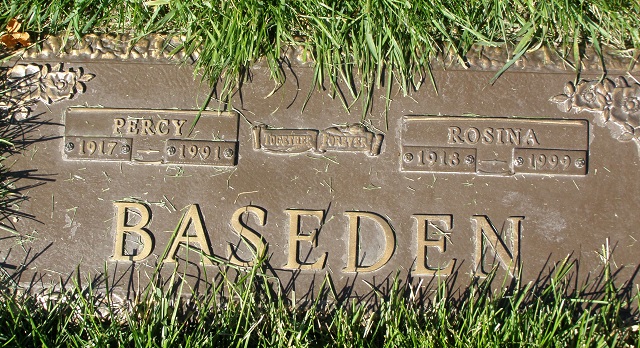 PERCY
1917 – 1991
TOGETHER FOREVER
ROSINA
1918 – 1999
BASEDEN